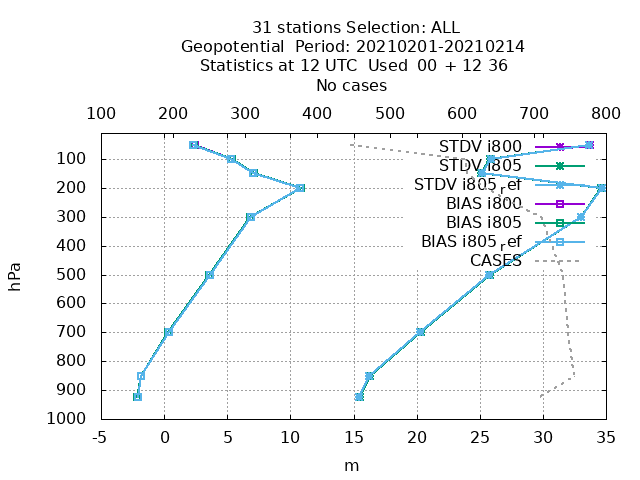 31 stations Selection: ALL
Geopotential  Period: 20210201-20210214
Statistics at 12 UTC  Used  00 + 12 36
No cases
100 200 300 400 500 600 700 800
STDV i800
STDV i805
STDV i805ref
BIAS i800
BIAS i805
BIAS i805ref
CASES
hPa
100
200
300
400
500
600
700
800
900
1000
-5 0 5 10 15 20 25 30 35
m